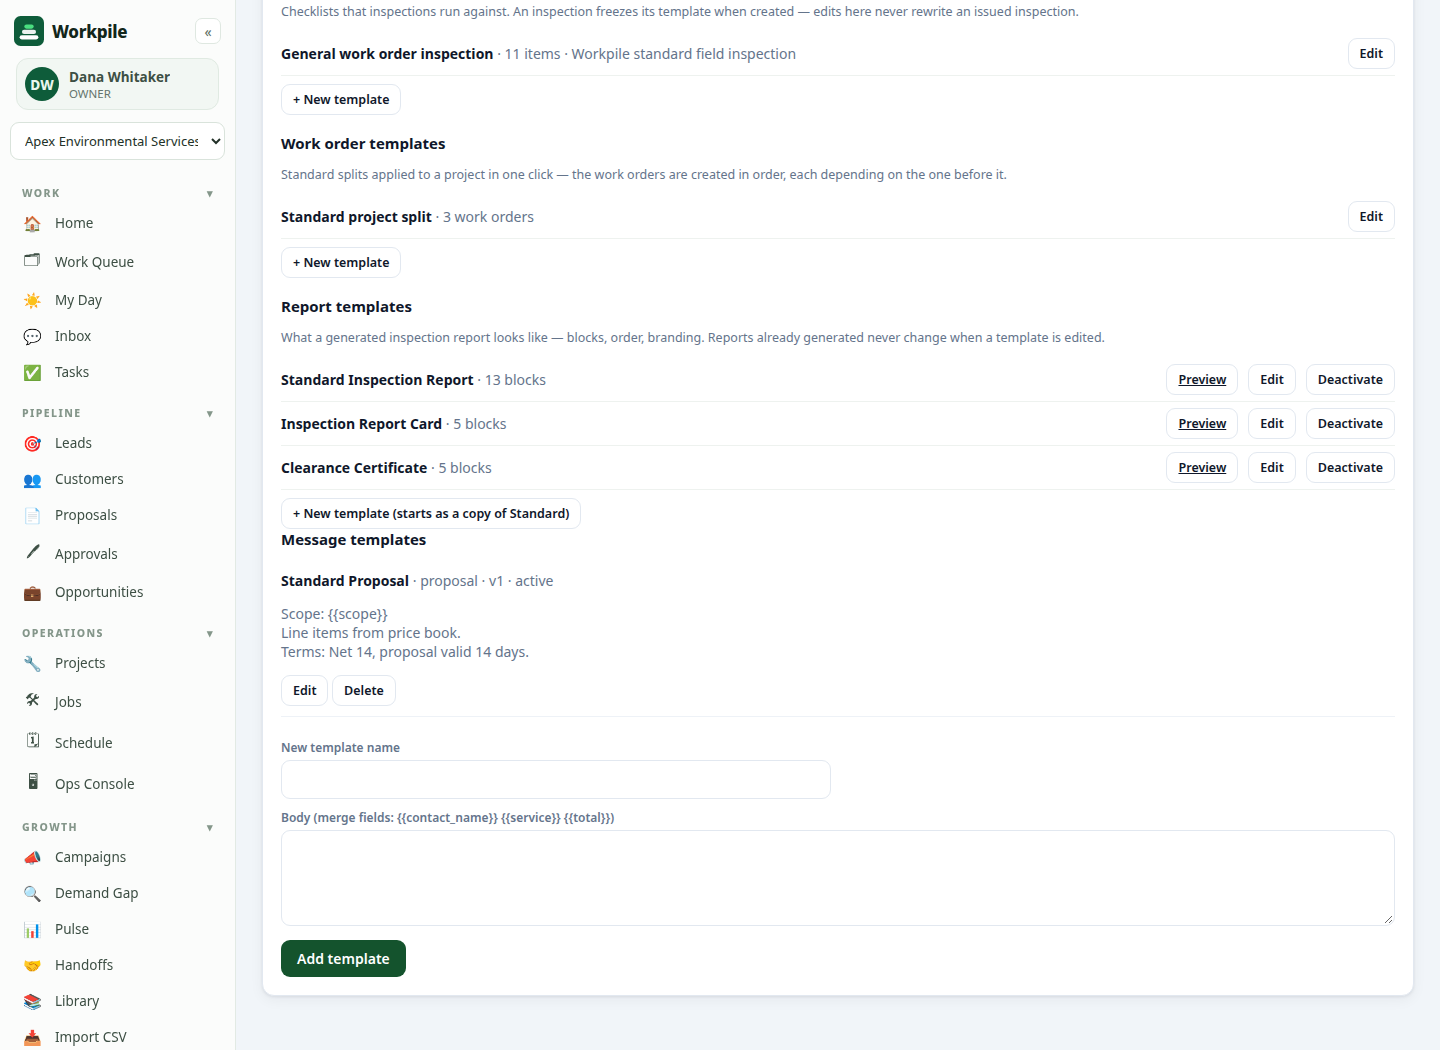 Workpile
«
DW
Dana Whitaker
OWNER
Apex Environmental Services
WORK
Home
Work Queue
My Day
Inbox
Tasks
PIPELINE
Leads
Customers
Proposals
Approvals
Opportunities
OPERATIONS
Projects
Jobs
Schedule
Ops Console
GROWTH
Campaigns
Demand Gap
Pulse
Handoffs
Library
Import CSV
Checklists that inspections run against. An inspection freezes its template when created — edits here never rewrite an issued inspection.
General work order inspection · 11 items · Workpile standard field inspection
Edit
+ New template
Work order templates
Standard splits applied to a project in one click — the work orders are created in order, each depending on the one before it.
Standard project split · 3 work orders
Edit
+ New template
Report templates
What a generated inspection report looks like — blocks, order, branding. Reports already generated never change when a template is edited.
Standard Inspection Report · 13 blocks
Preview Edit Deactivate
Inspection Report Card · 5 blocks
Preview Edit Deactivate
Clearance Certificate · 5 blocks
Preview Edit Deactivate
+ New template (starts as a copy of Standard)
Message templates
Standard Proposal · proposal · v1 · active
Scope: {{scope}}
Line items from price book.
Terms: Net 14, proposal valid 14 days.
Edit Delete
New template name
Body (merge fields: {{contact_name}} {{service}} {{total}})
Add template